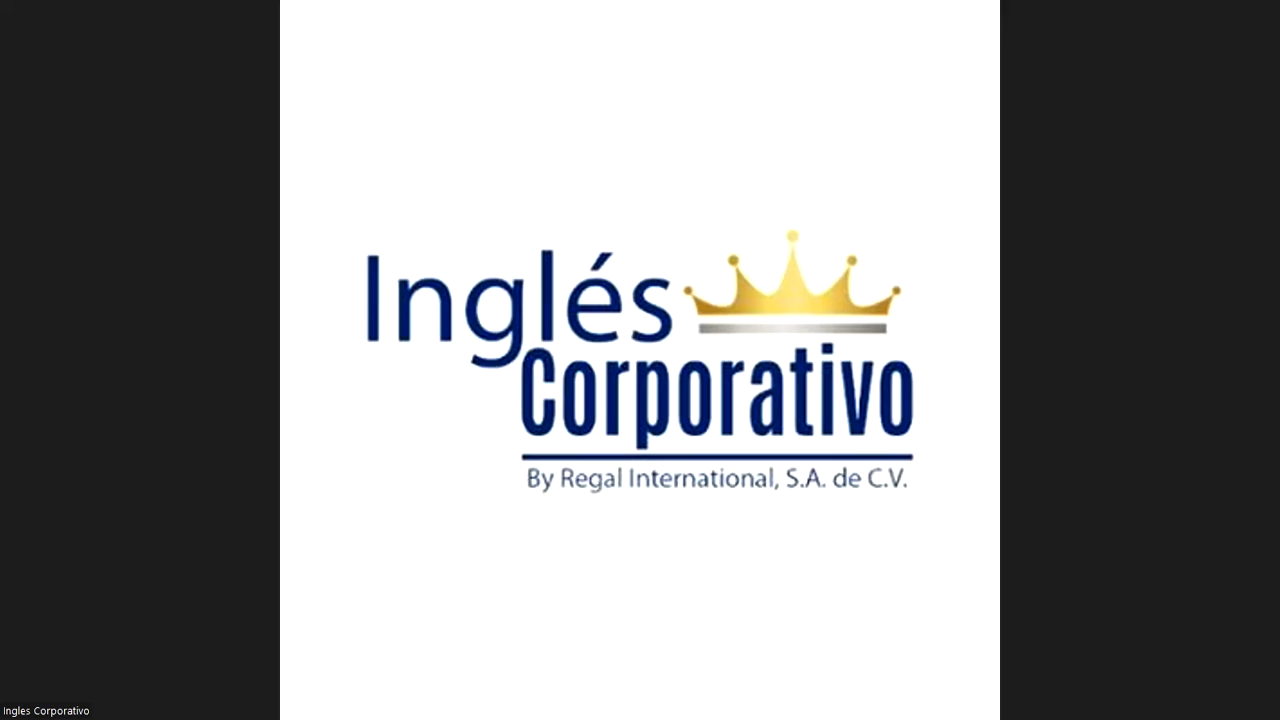 Inglés
Corporativo
By Regal International, S.A. de C.V.
Ingles Corporativo